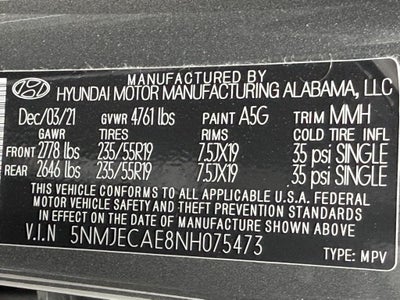 MANUFACTURED BY
HYUNDAI MOTOR MANUFACTURING ALABAMA, LLC
Dec/03/21 GVWR 4761 lbs PAINT A5G TRIM MMH
GAWR TIRES RIMS COLD TIRE INFL
FRONT 2778 lbs 235/55R19 7.5JX19 35 psi SINGLE
REAR 2646 lbs 235/55R19 7.5JX19 35 psi SINGLE
THIS VEHICLE CONFORMS TO ALL APPLICABLE U.S.A. FEDERAL
MOTOR VEHICLE SAFETY AND THEFT PREVENTION STANDARDS
IN EFFECT ON THE DATE OF MANUFACTURE SHOWN ABOVE
V.I.N 5NMJECAE8NH075473
TYPE: MPV